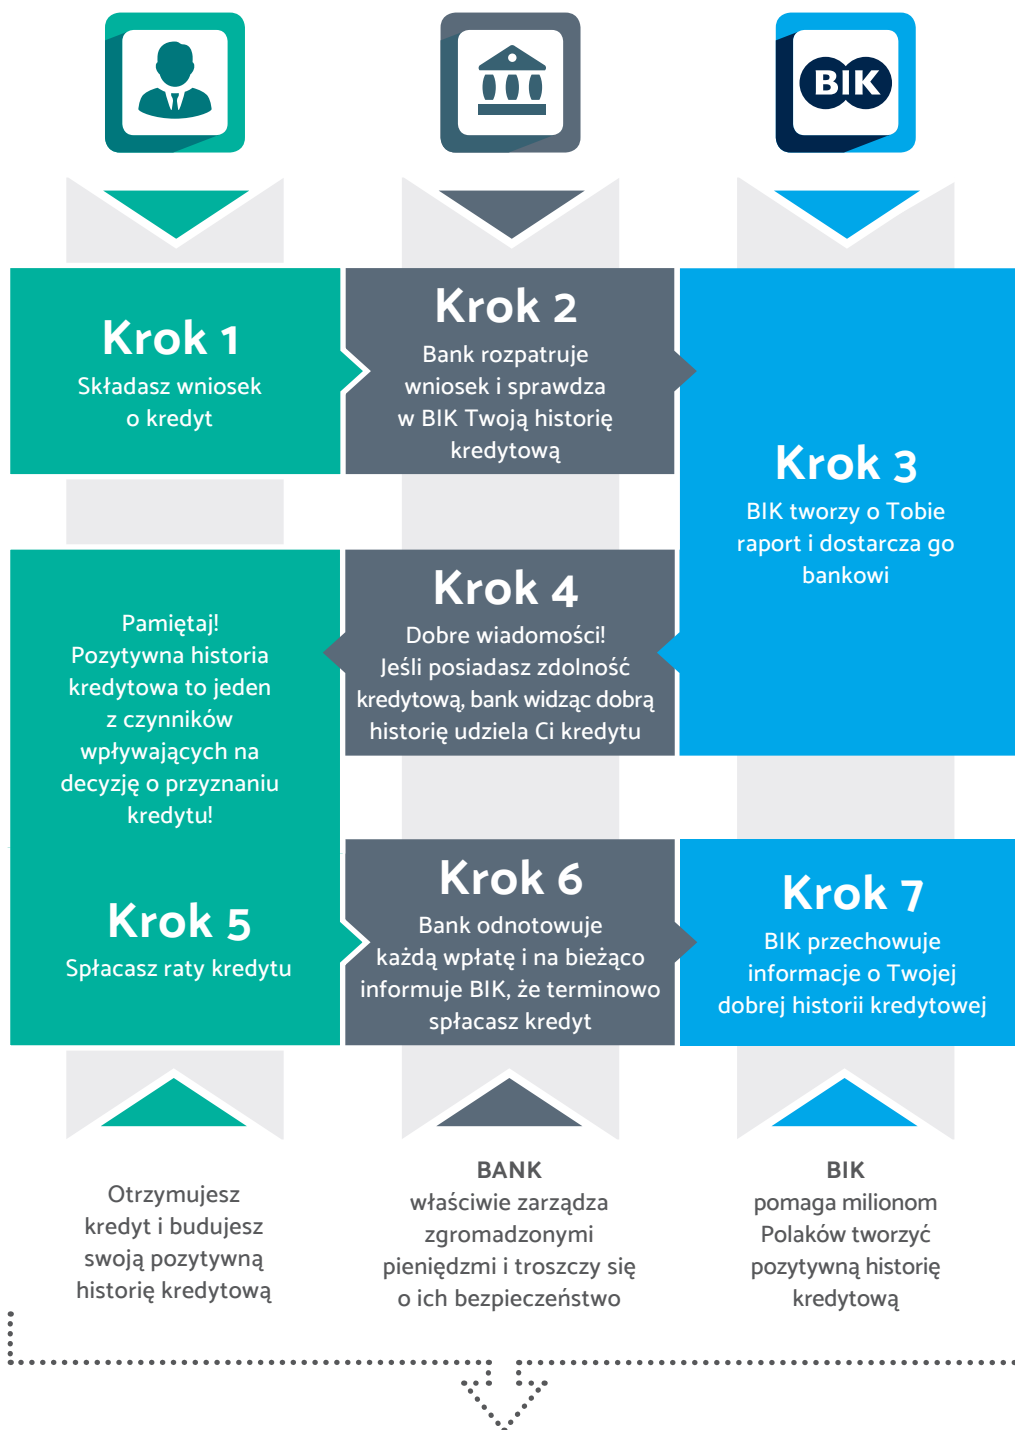 BIK
Krok 1
Składasz wniosek
o kredyt
Krok 2
Bank rozpatruje
wniosek i sprawdza
w BIK Twoją historię
kredytową
Krok 3
BIK tworzy o Tobie
raport i dostarcza go
bankowi
Krok 4
Dobre wiadomości!
Jeśli posiadasz zdolność
kredytową, bank widząc dobrą
historię udziela Ci kredytu
Pamiętaj!
Pozytywna historia
kredytowa to jeden
z czynników
wpływających na
decyzję o przyznaniu
kredytu!
Krok 5
Spłacasz raty kredytu
Krok 6
Bank odnotowuje
każdą wpłatę i na bieżąco
informuje BIK, że terminowo
spłacasz kredyt
Krok 7
BIK przechowuje
informacje o Twojej
dobrej historii kredytowej
Otrzymujesz
kredyt i budujesz
swoją pozytywną
historię kredytową
BANK
właściwie zarządza
zgromadzonymi
pieniędzmi i troszczy się
o ich bezpieczeństwo
BIK
pomaga milionom
Polaków tworzyć
pozytywną historię
kredytową